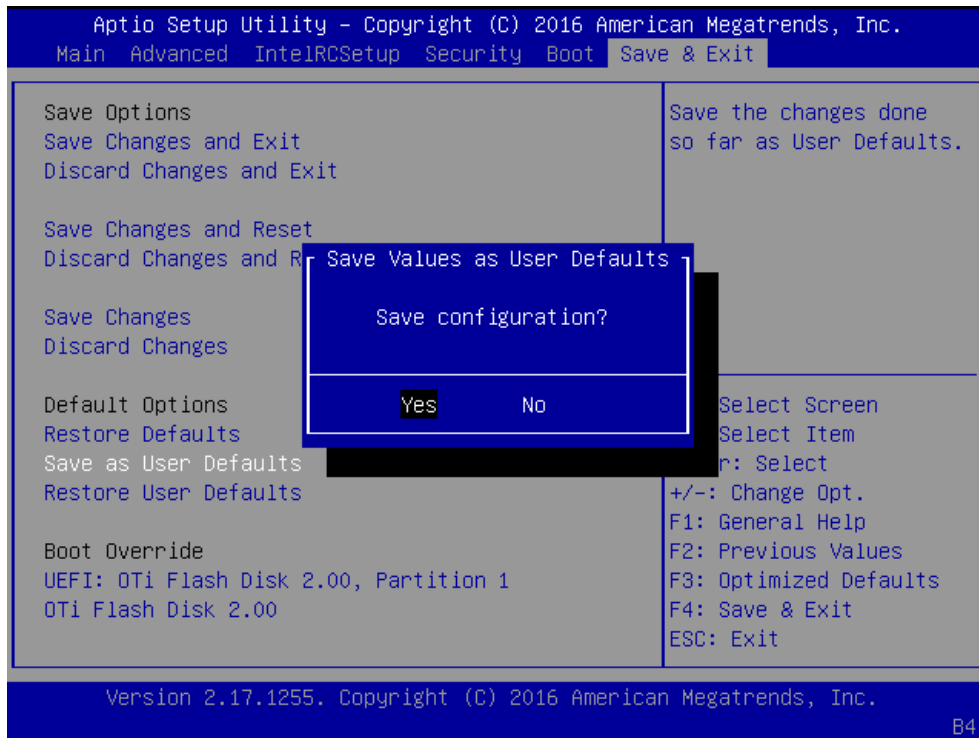 Aptio Setup Utility – Copyright (C) 2016 American Megatrends, Inc.
Main Advanced IntelRCSetup Security Boot Save & Exit
Save Options
Save Changes and Exit
Discard Changes and Exit
Save Changes and Reset
Discard Changes and R
Save Changes
Discard Changes
Default Options
Restore Defaults
Save as User Defaults
Restore User Defaults
Boot Override
UEFI: OTi Flash Disk 2.00, Partition 1
OTi Flash Disk 2.00
Save Values as User Defaults
Save configuration?
Yes No
Save the changes done
so far as User Defaults.
Select Screen
Select Item
r: Select
+/-: Change Opt.
F1: General Help
F2: Previous Values
F3: Optimized Defaults
F4: Save & Exit
ESC: Exit
Version 2.17.1255. Copyright (C) 2016 American Megatrends, Inc.
B4